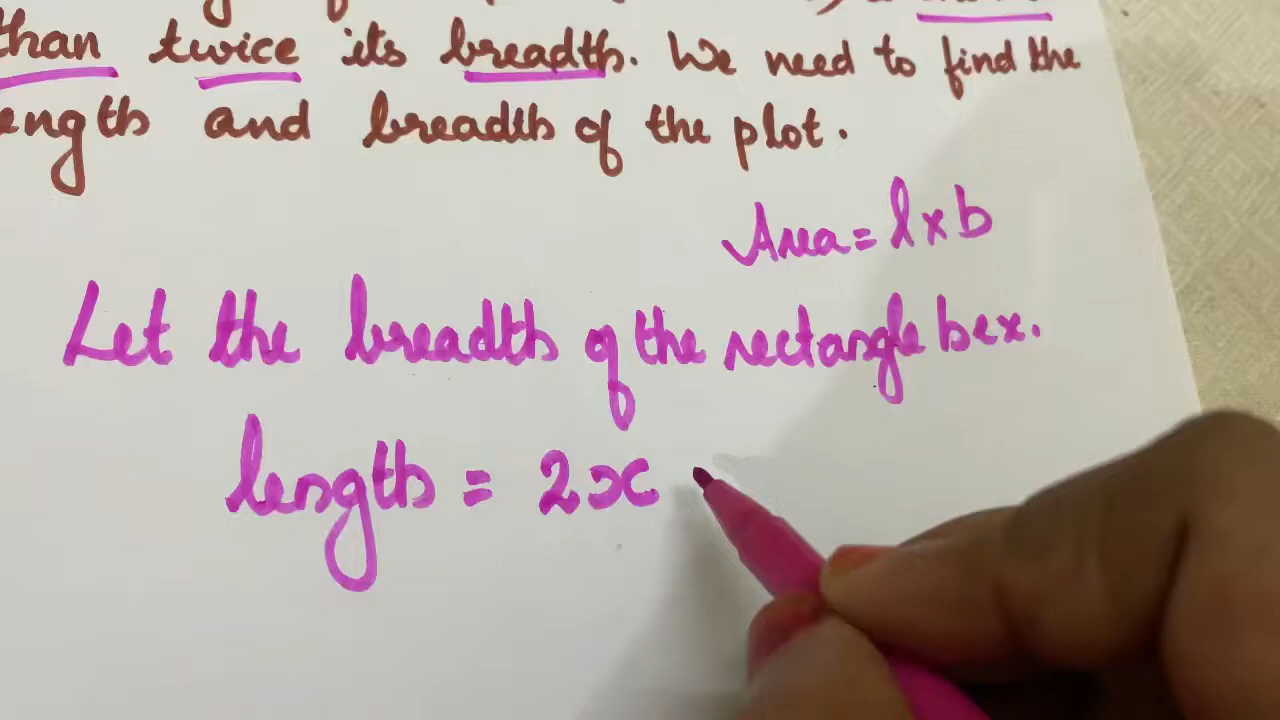 than twice its breadth. We need to find the
ength and breadth of the plot.
Area = l x b
Let the breadth of the rectangle be x.
length = 2x